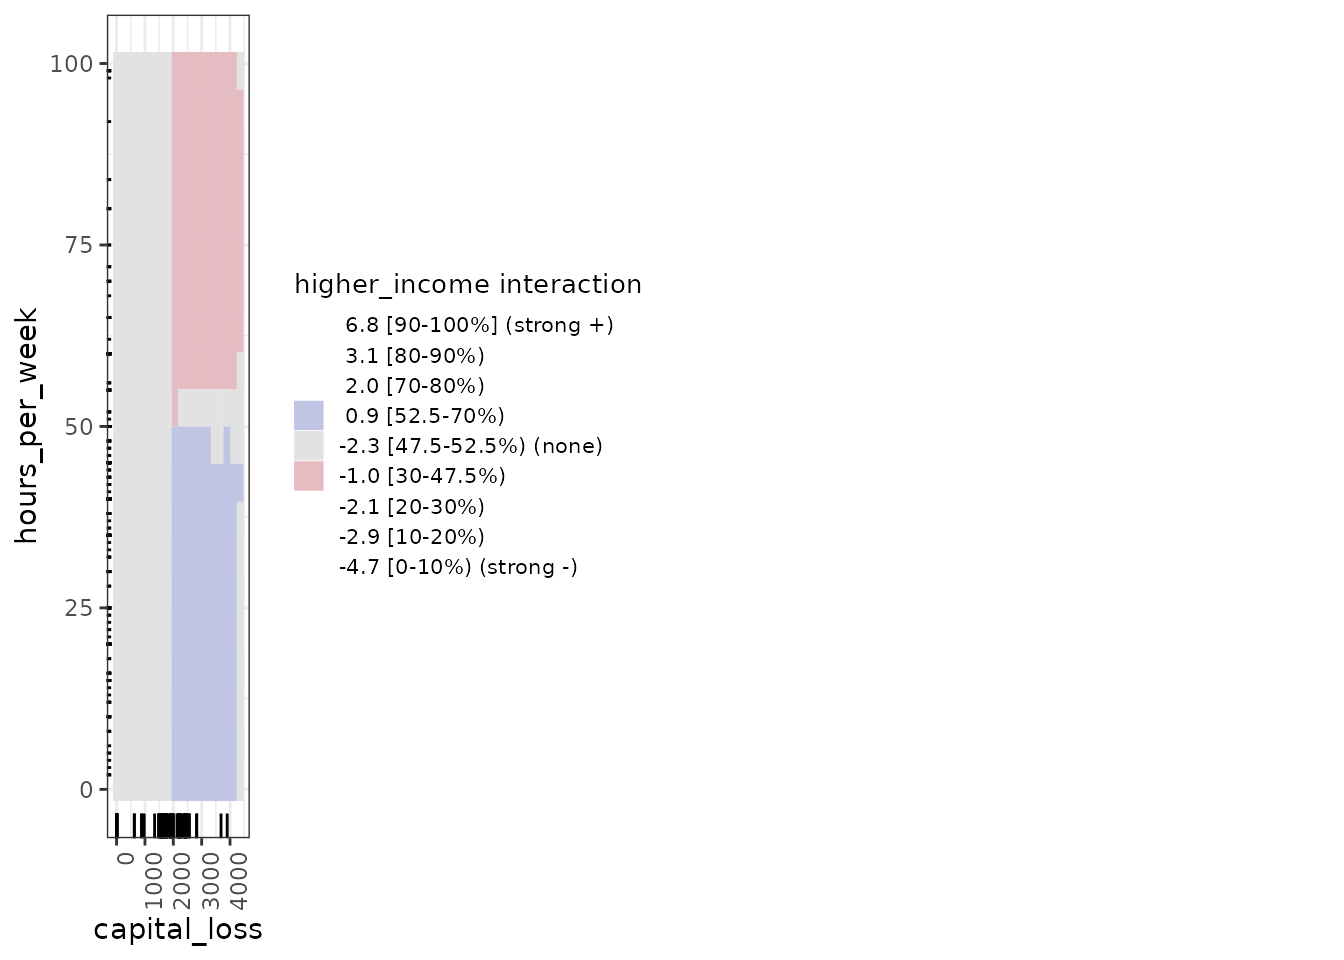 100
75
50
25
0
hours_per_week
0
1000
2000
3000
4000
capital_loss
higher_income interaction
6.8 [90-100%] (strong +)
3.1 [80-90%)
2.0 [70-80%)
0.9 [52.5-70%)
-2.3 [47.5-52.5%) (none)
-1.0 [30-47.5%)
-2.1 [20-30%)
-2.9 [10-20%)
-4.7 [0-10%) (strong -)